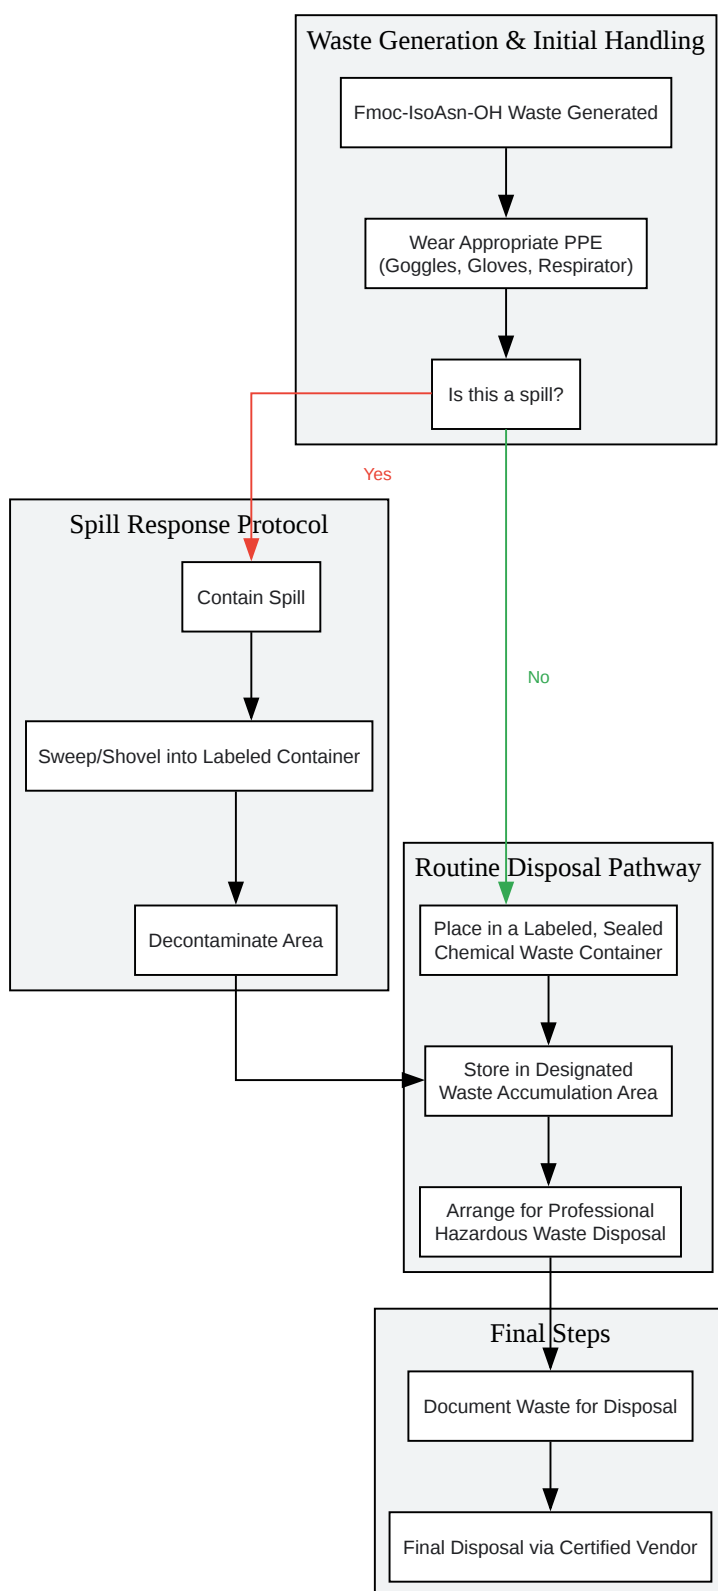 Waste Generation & Initial Handling
Fmoc-IsoAsn-OH Waste Generated
Wear Appropriate PPE
(Goggles, Gloves, Respirator)
Is this a spill?
Yes
Spill Response Protocol
Contain Spill
No
Sweep/Shovel into Labeled Container
Decontaminate Area
Routine Disposal Pathway
Place in a Labeled, Sealed
Chemical Waste Container
Store in Designated
Waste Accumulation Area
Arrange for Professional
Hazardous Waste Disposal
Final Steps
Document Waste for Disposal
Final Disposal via Certified Vendor